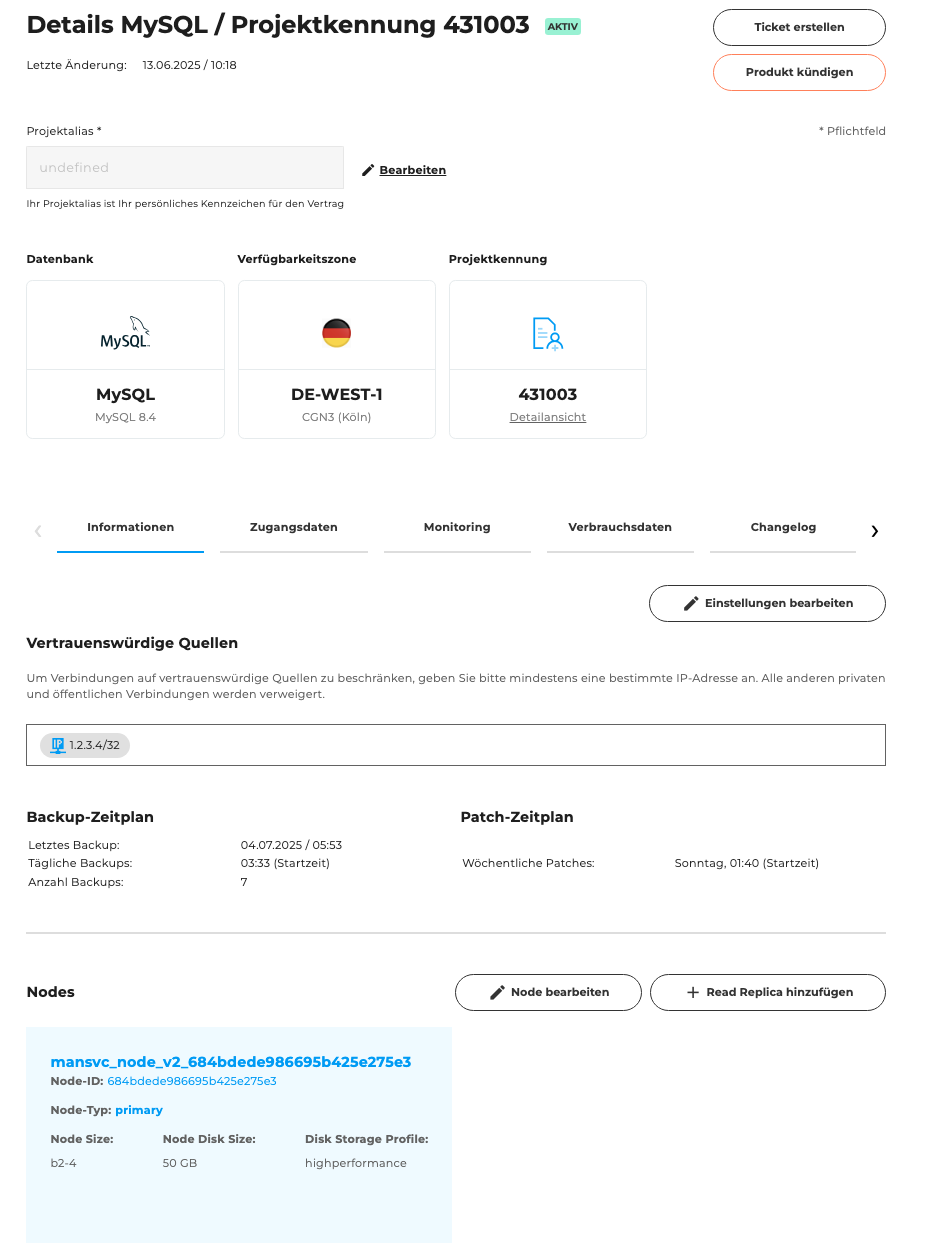 Details MySQL / Projektkennung 431003 AKTIV
Ticket erstellen
Letzte Änderung: 13.06.2025 / 10:18
Produkt kündigen
Projektalias *
* Pflichtfeld
undefined
Bearbeiten
Ihr Projektalias ist Ihr persönliches Kennzeichen für den Vertrag
Datenbank Verfügbarkeitszone Projektkennung
MySQL
MySQL DE-WEST-1 431003
MySQL 8.4 CGN3 (Köln) Detailansicht
Informationen Zugangsdaten Monitoring Verbrauchsdaten Changelog
Einstellungen bearbeiten
Vertrauenswürdige Quellen
Um Verbindungen auf vertrauenswürdige Quellen zu beschränken, geben Sie bitte mindestens eine bestimmte IP-Adresse an. Alle anderen privaten
und öffentlichen Verbindungen werden verweigert.
IP 1.2.3.4/32
Backup-Zeitplan Patch-Zeitplan
Letztes Backup: 04.07.2025 / 05:53
Tägliche Backups: 03:33 (Startzeit) Wöchentliche Patches: Sonntag, 01:40 (Startzeit)
Anzahl Backups: 7
Nodes Node bearbeiten Read Replica hinzufügen
mansvc_node_v2_684bdede986695b425e275e3
Node-ID: 684bdede986695b425e275e3
Node-Typ: primary
Node Size: Node Disk Size: Disk Storage Profile:
b2-4 50 GB highperformance